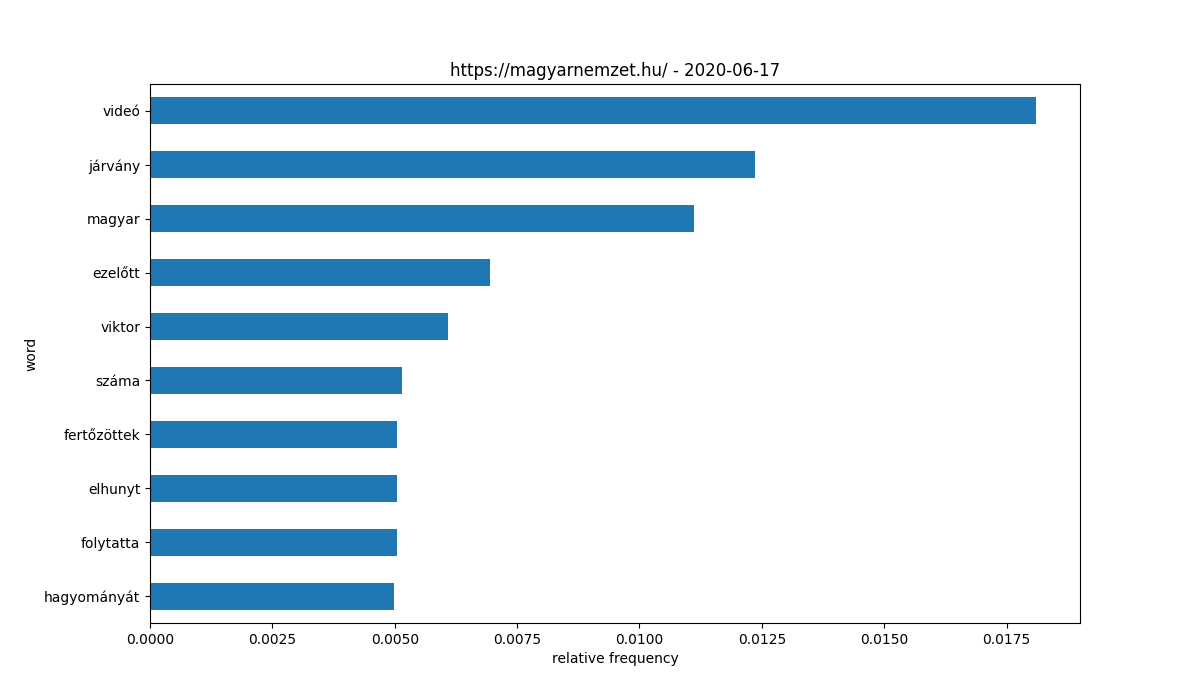 https://magyarnemzet.hu/ - 2020-06-17
videó
járvány
magyar
ezelőtt
viktor
száma
fertőzöttek
elhunyt
folytatta
hagyományát
word
0.0000 0.0025 0.0050 0.0075 0.0100 0.0125 0.0150 0.0175
relative frequency